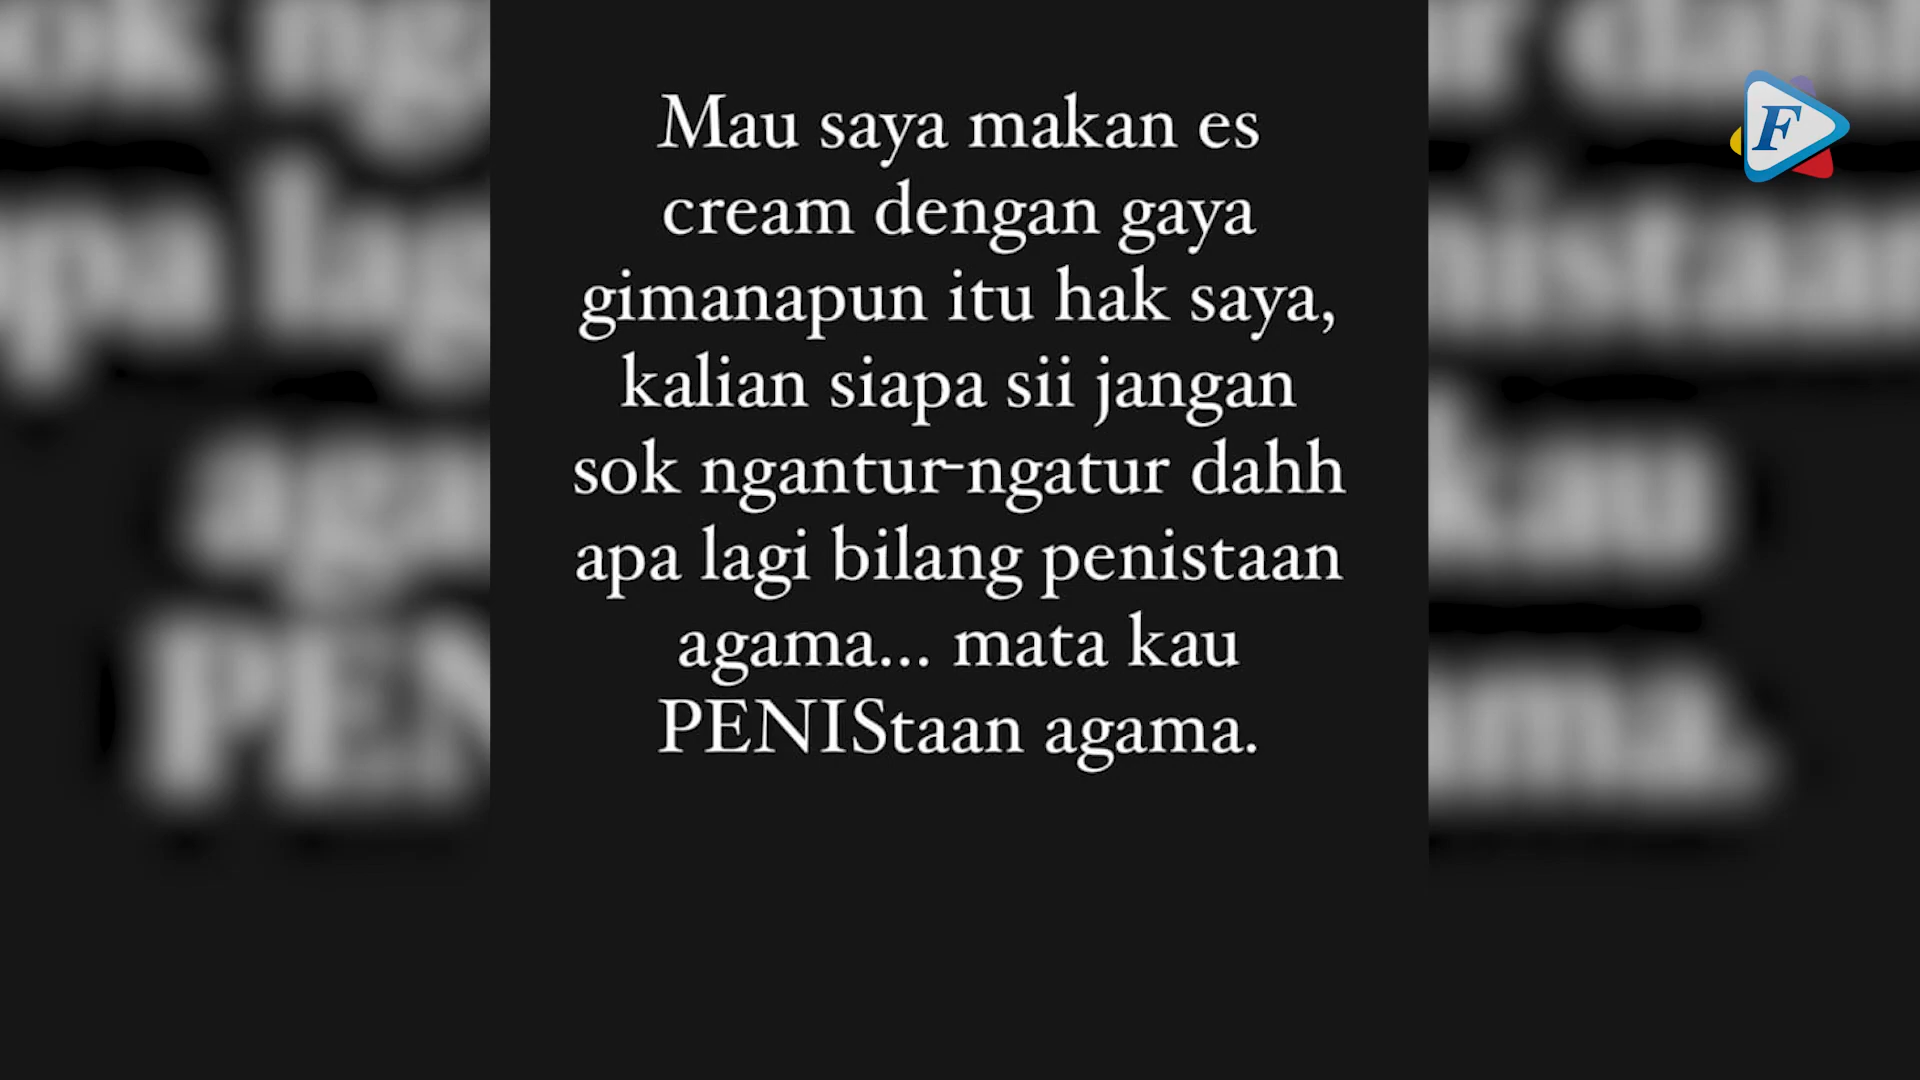 Mau saya makan es
cream dengan gaya
gimanapun itu hak saya,
kalian siapa sii jangan
sok ngantur-ngatur dahh
apa lagi bilang penistaan
agama... mata kau
PENIStaan agama.
F